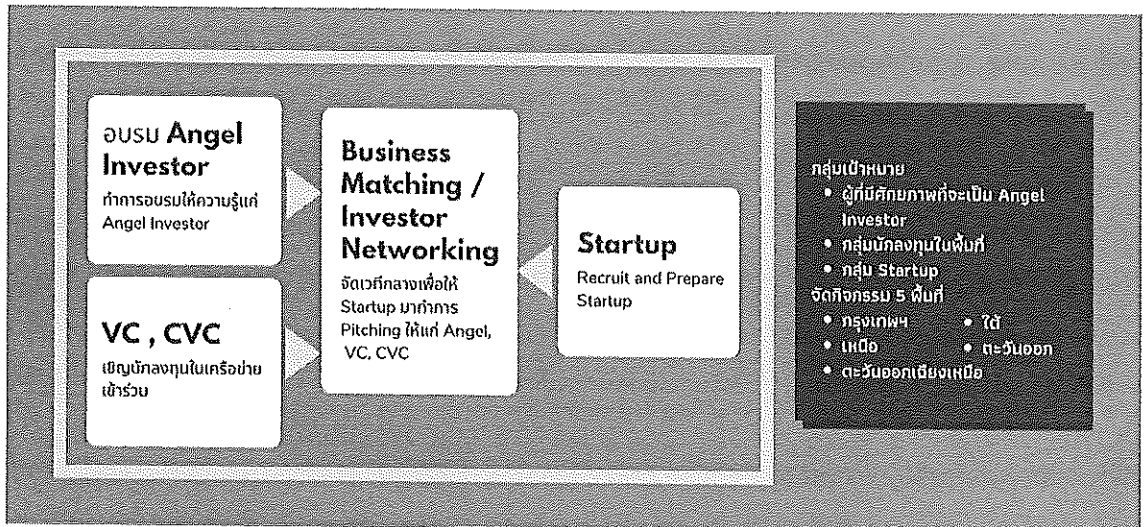 อบรม Angel
Investor
ทำการอบรมให้ความรู้แก่
Angel Investor
VC , CVC
เชิญนักลงทุนในเครือข่าย
เข้าร่วม
Business
Matching /
Investor
Networking
จัดเวทีกลางเพื่อให้
Startup มาทำการ
Pitching ให้แก่ Angel,
VC, CVC
Startup
Recruit and Prepare
Startup
กลุ่มเป้าหมาย
• ผู้ที่มีศักยภาพที่จะเป็น Angel
Investor
• กลุ่มนักลงทุนในพื้นที่
• กลุ่ม Startup
จัดกิจกรรม 5 พื้นที่
• กรุงเทพฯ • ใต้
• เหนือ • ตะวันออก
• ตะวันออกเฉียงเหนือ